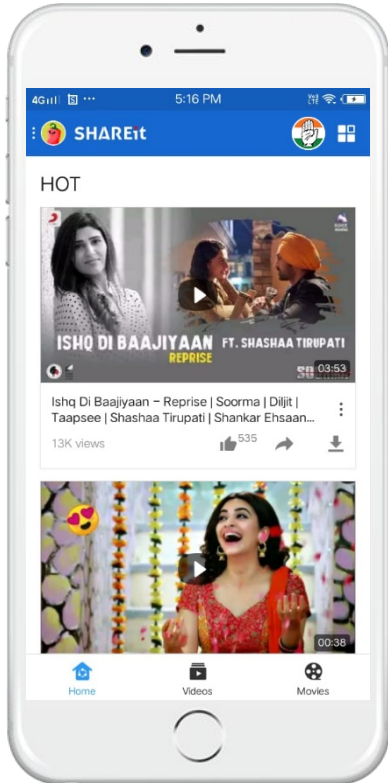 4G
5:16 PM
SHAREit
HOT
ISHQ DI BAAJIYAAN FT. SHASHAA TIRUPATI
REPRISE
03:53
Ishq Di Baajiyaan – Reprise | Soorma | Diljit |
Taapsee | Shashaa Tirupati | Shankar Ehsaan...
13K views
535
00:38
Home
Videos
Movies